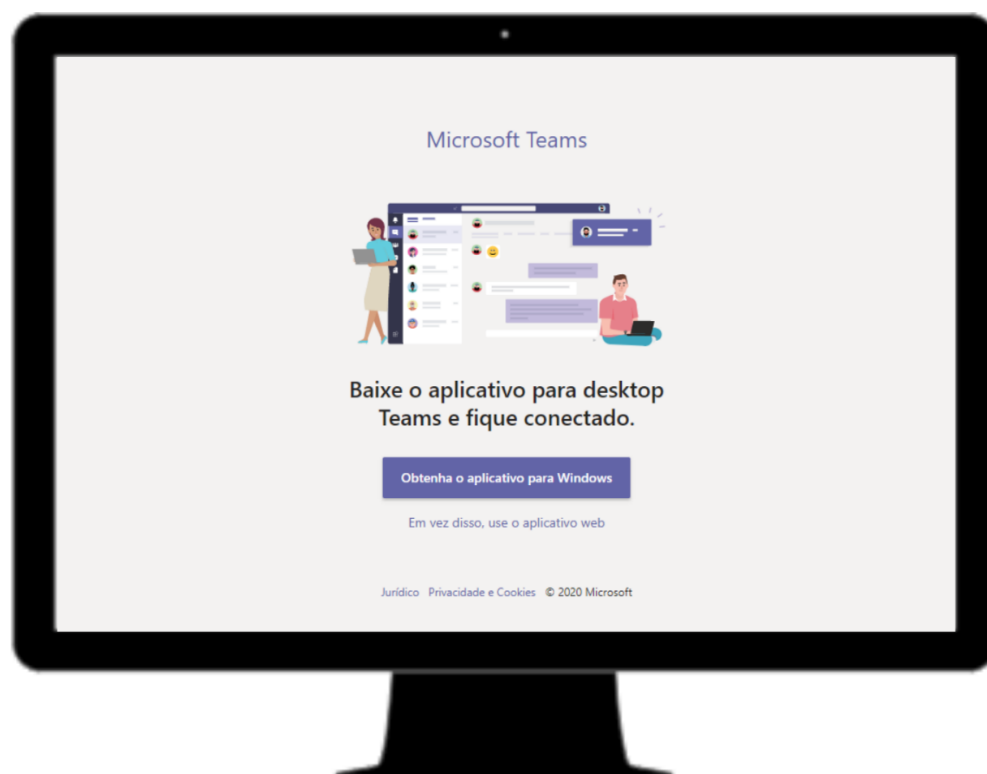 Microsoft Teams
Baixe o aplicativo para desktop
Teams e fique conectado.
Obtenha o aplicativo para Windows
Em vez disso, use o aplicativo web
Jurídico Privacidade e Cookies © 2020 Microsoft